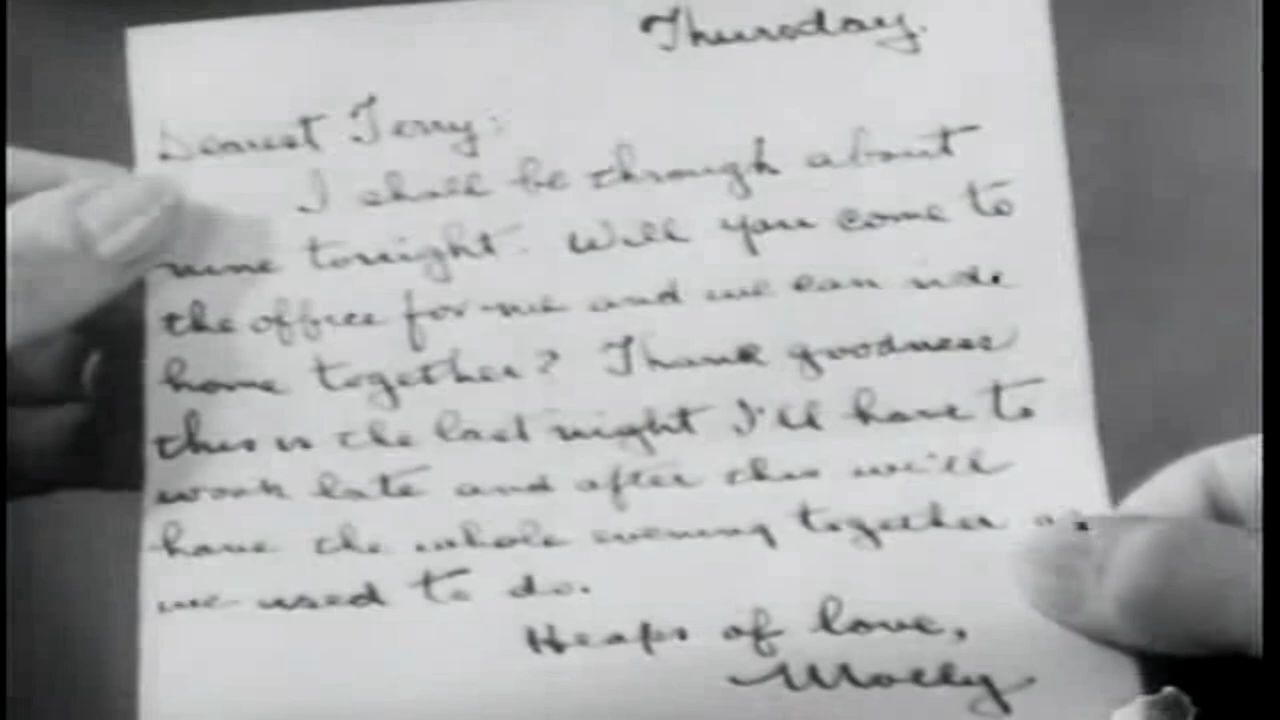 Thursday.
Dearest Terry:
I shall be through about
nine tonight. Will you come to
the office for me and we can ride
home together? Thank goodness
this is the last night I'll have to
work late and after this we'll
have the whole evening together as
we used to do.
Heaps of love,
Molly